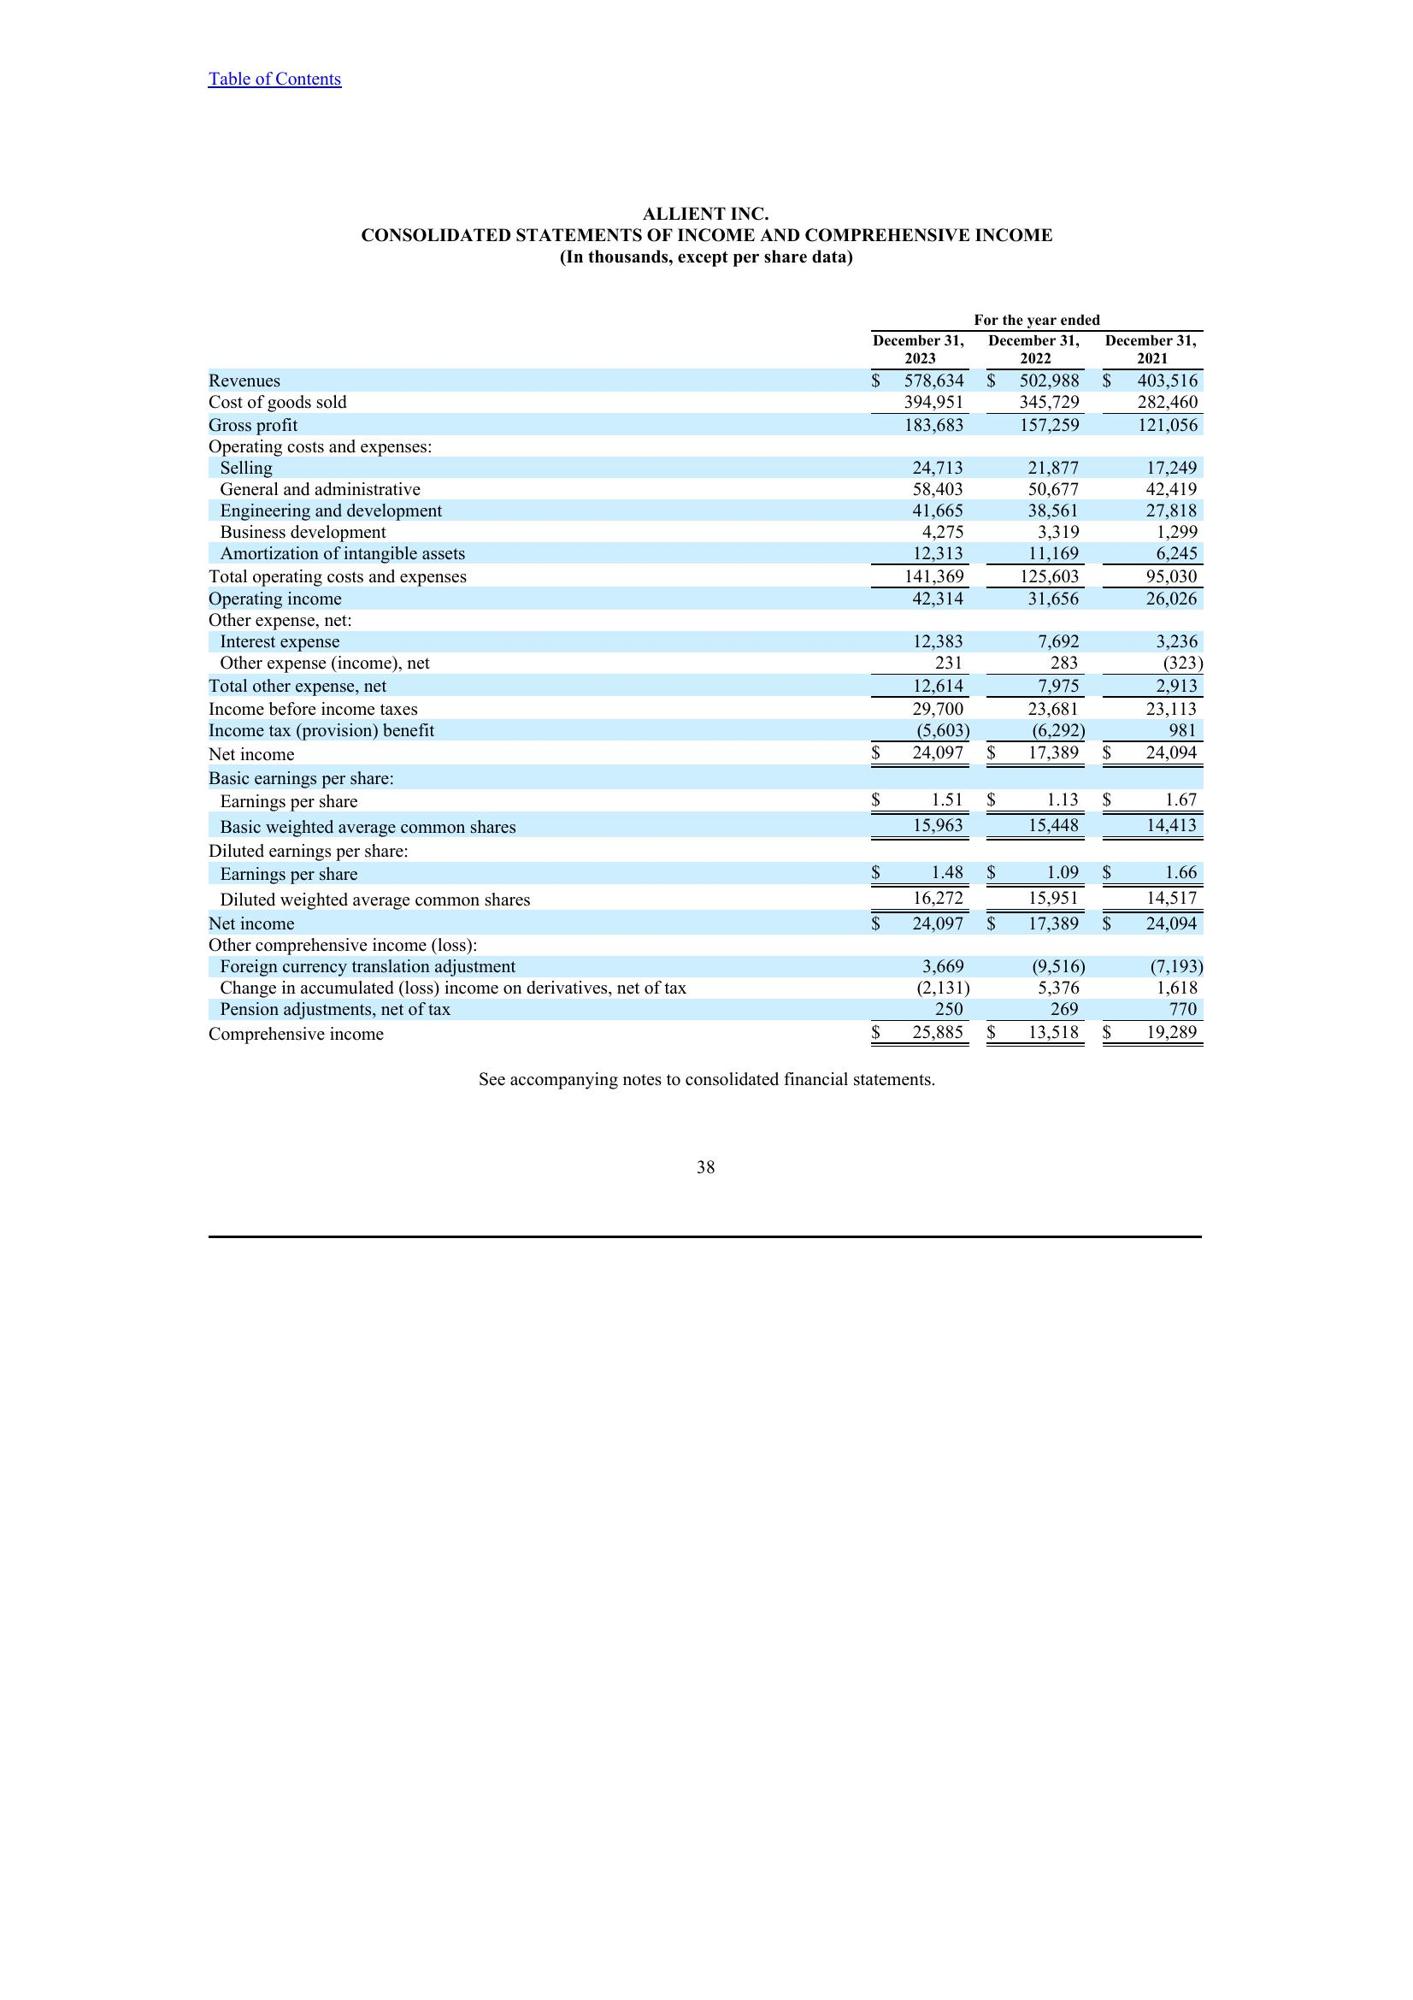 Table of Contents
ALLIENT INC.
CONSOLIDATED STATEMENTS OF INCOME AND COMPREHENSIVE INCOME
(In thousands, except per share data)
For the year ended
December 31, December 31, December 31,
2023 2022 2021
Revenues $ 578,634 $ 502,988 $ 403,516
Cost of goods sold 394,951 345,729 282,460
Gross profit 183,683 157,259 121,056
Operating costs and expenses:
Selling 24,713 21,877 17,249
General and administrative 58,403 50,677 42,419
Engineering and development 41,665 38,561 27,818
Business development 4,275 3,319 1,299
Amortization of intangible assets 12,313 11,169 6,245
Total operating costs and expenses 141,369 125,603 95,030
Operating income 42,314 31,656 26,026
Other expense, net:
Interest expense 12,383 7,692 3,236
Other expense (income), net 231 283 (323)
Total other expense, net 12,614 7,975 2,913
Income before income taxes 29,700 23,681 23,113
Income tax (provision) benefit (5,603) (6,292) 981
Net income $ 24,097 $ 17,389 $ 24,094
Basic earnings per share:
Earnings per share $ 1.51 $ 1.13 $ 1.67
Basic weighted average common shares 15,963 15,448 14,413
Diluted earnings per share:
Earnings per share $ 1.48 $ 1.09 $ 1.66
Diluted weighted average common shares 16,272 15,951 14,517
Net income $ 24,097 $ 17,389 $ 24,094
Other comprehensive income (loss):
Foreign currency translation adjustment 3,669 (9,516) (7,193)
Change in accumulated (loss) income on derivatives, net of tax (2,131) 5,376 1,618
Pension adjustments, net of tax 250 269 770
Comprehensive income $ 25,885 $ 13,518 $ 19,289
See accompanying notes to consolidated financial statements.
38